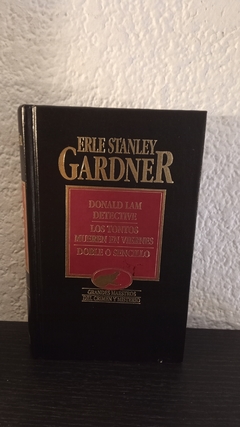 ERLE STANLEY
GARDNER
DONALD LAM
DETECTIVE
LOS TONTOS
MUEREN EN VIERNES
DOBLE O SENCILLO
GRANDES MAESTROS
DEL CRIMEN Y MISTERIO